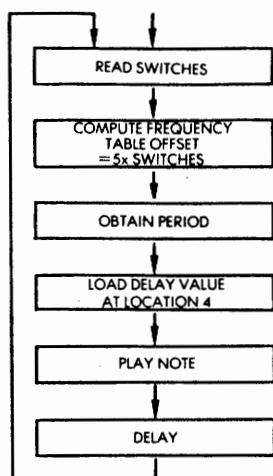 READ SWITCHES
COMPUTE FREQUENCY
TABLE OFFSET
= 5x SWITCHES
OBTAIN PERIOD
LOAD DELAY VALUE
AT LOCATION 4
PLAY NOTE
DELAY